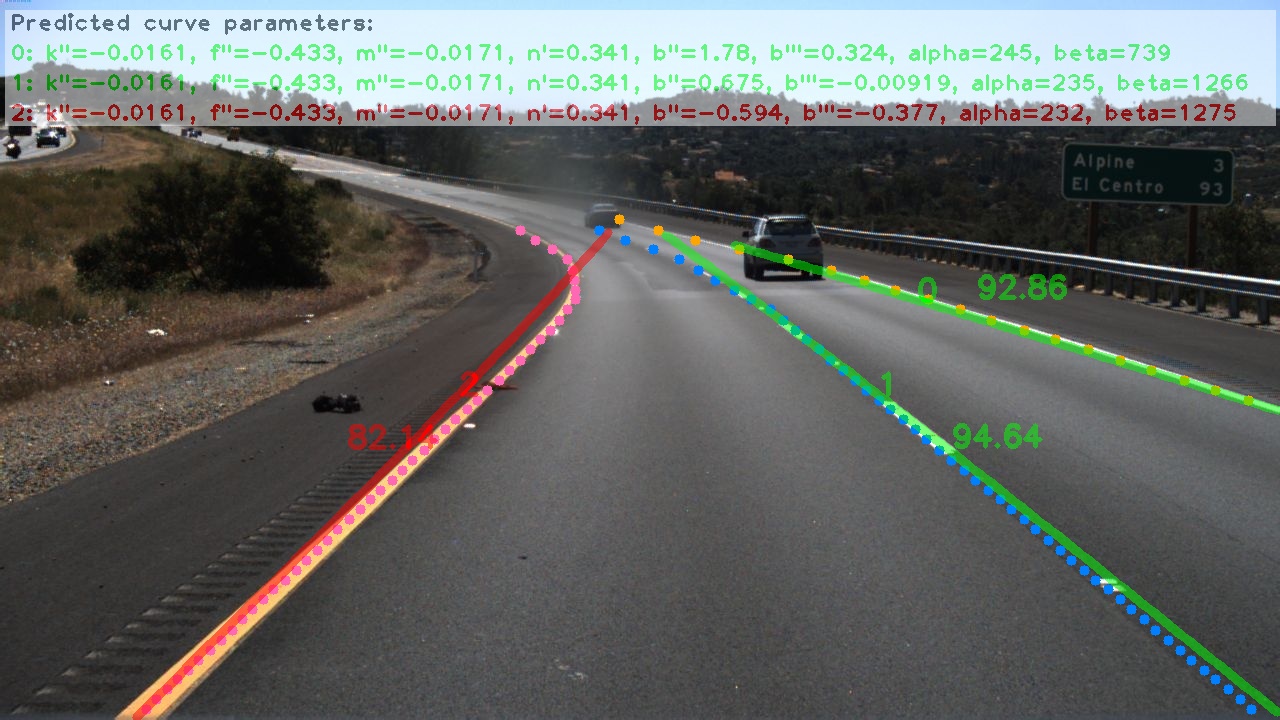 Predicted curve parameters:
0: k''=-0.0161, f''=-0.433, m''=-0.0171, n'=0.341, b''=1.78, b'''=0.324, alpha=245, beta=739
1: k''=-0.0161, f''=-0.433, m''=-0.0171, n'=0.341, b''=0.675, b'''=-0.00919, alpha=235, beta=1266
2: k''=-0.0161, f''=-0.433, m''=-0.0171, n'=0.341, b''=-0.594, b'''=-0.377, alpha=232, beta=1275
Alpine 3
El Centro 93
0 92.86
2
1
94.64